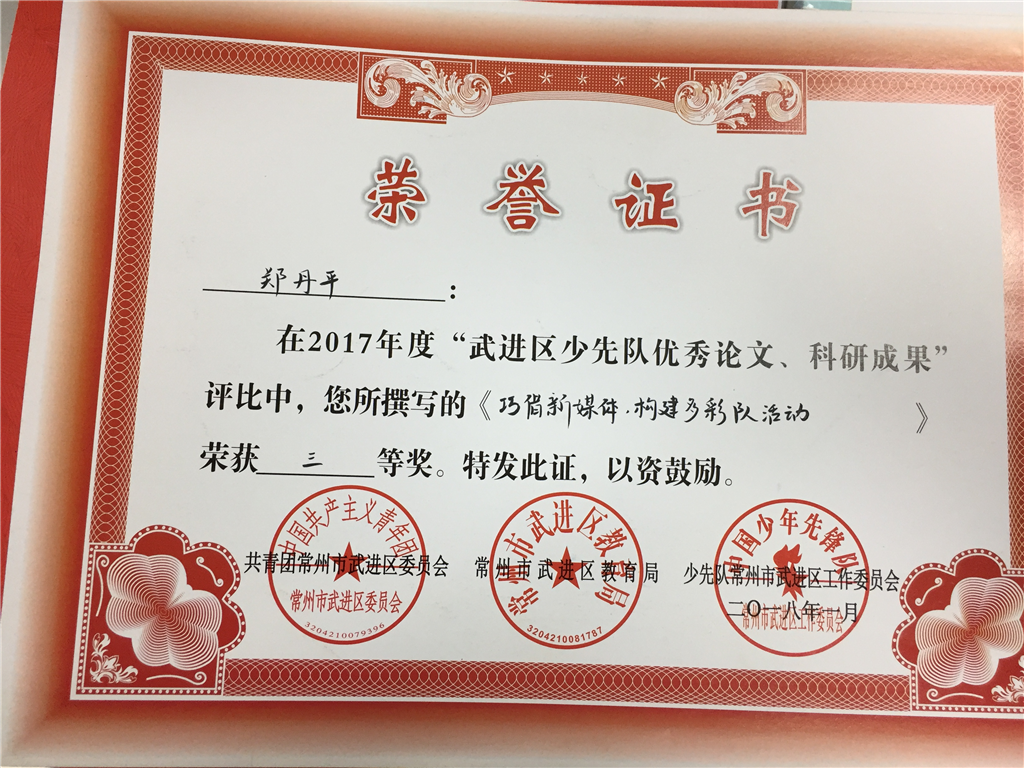 荣誉证书
郑丹平：
在2017年度“武进区少先队优秀论文、科研成果”
评比中，您所撰写的《巧借新媒体·构建多彩队活动》
荣获三等奖。特发此证，以资鼓励。
中国共产主义青年团
常州市武进区委员会
3204210079396
常州市武进区教育局
3204210081787
中国少年先锋队
常州市武进区工作委员会
共青团常州市武进区委员会 常州市武进区教育局 少先队常州市武进区工作委员会
二〇一八年一月